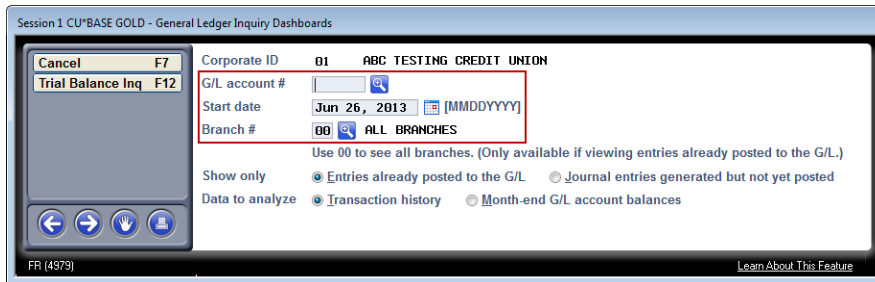 Session 1 CU*BASE GOLD - General Ledger Inquiry Dashboards
Cancel F7
Trial Balance Inq F12
Corporate ID 01 ABC TESTING CREDIT UNION
G/L account #
Start date Jun 26, 2013 [MMDDYYYY]
Branch # 00 ALL BRANCHES
Use 00 to see all branches. (Only available if viewing entries already posted to the G/L.)
Show only Entries already posted to the G/L Journal entries generated but not yet posted
Data to analyze Transaction history Month-end G/L account balances
FR (4979) Learn About This Feature